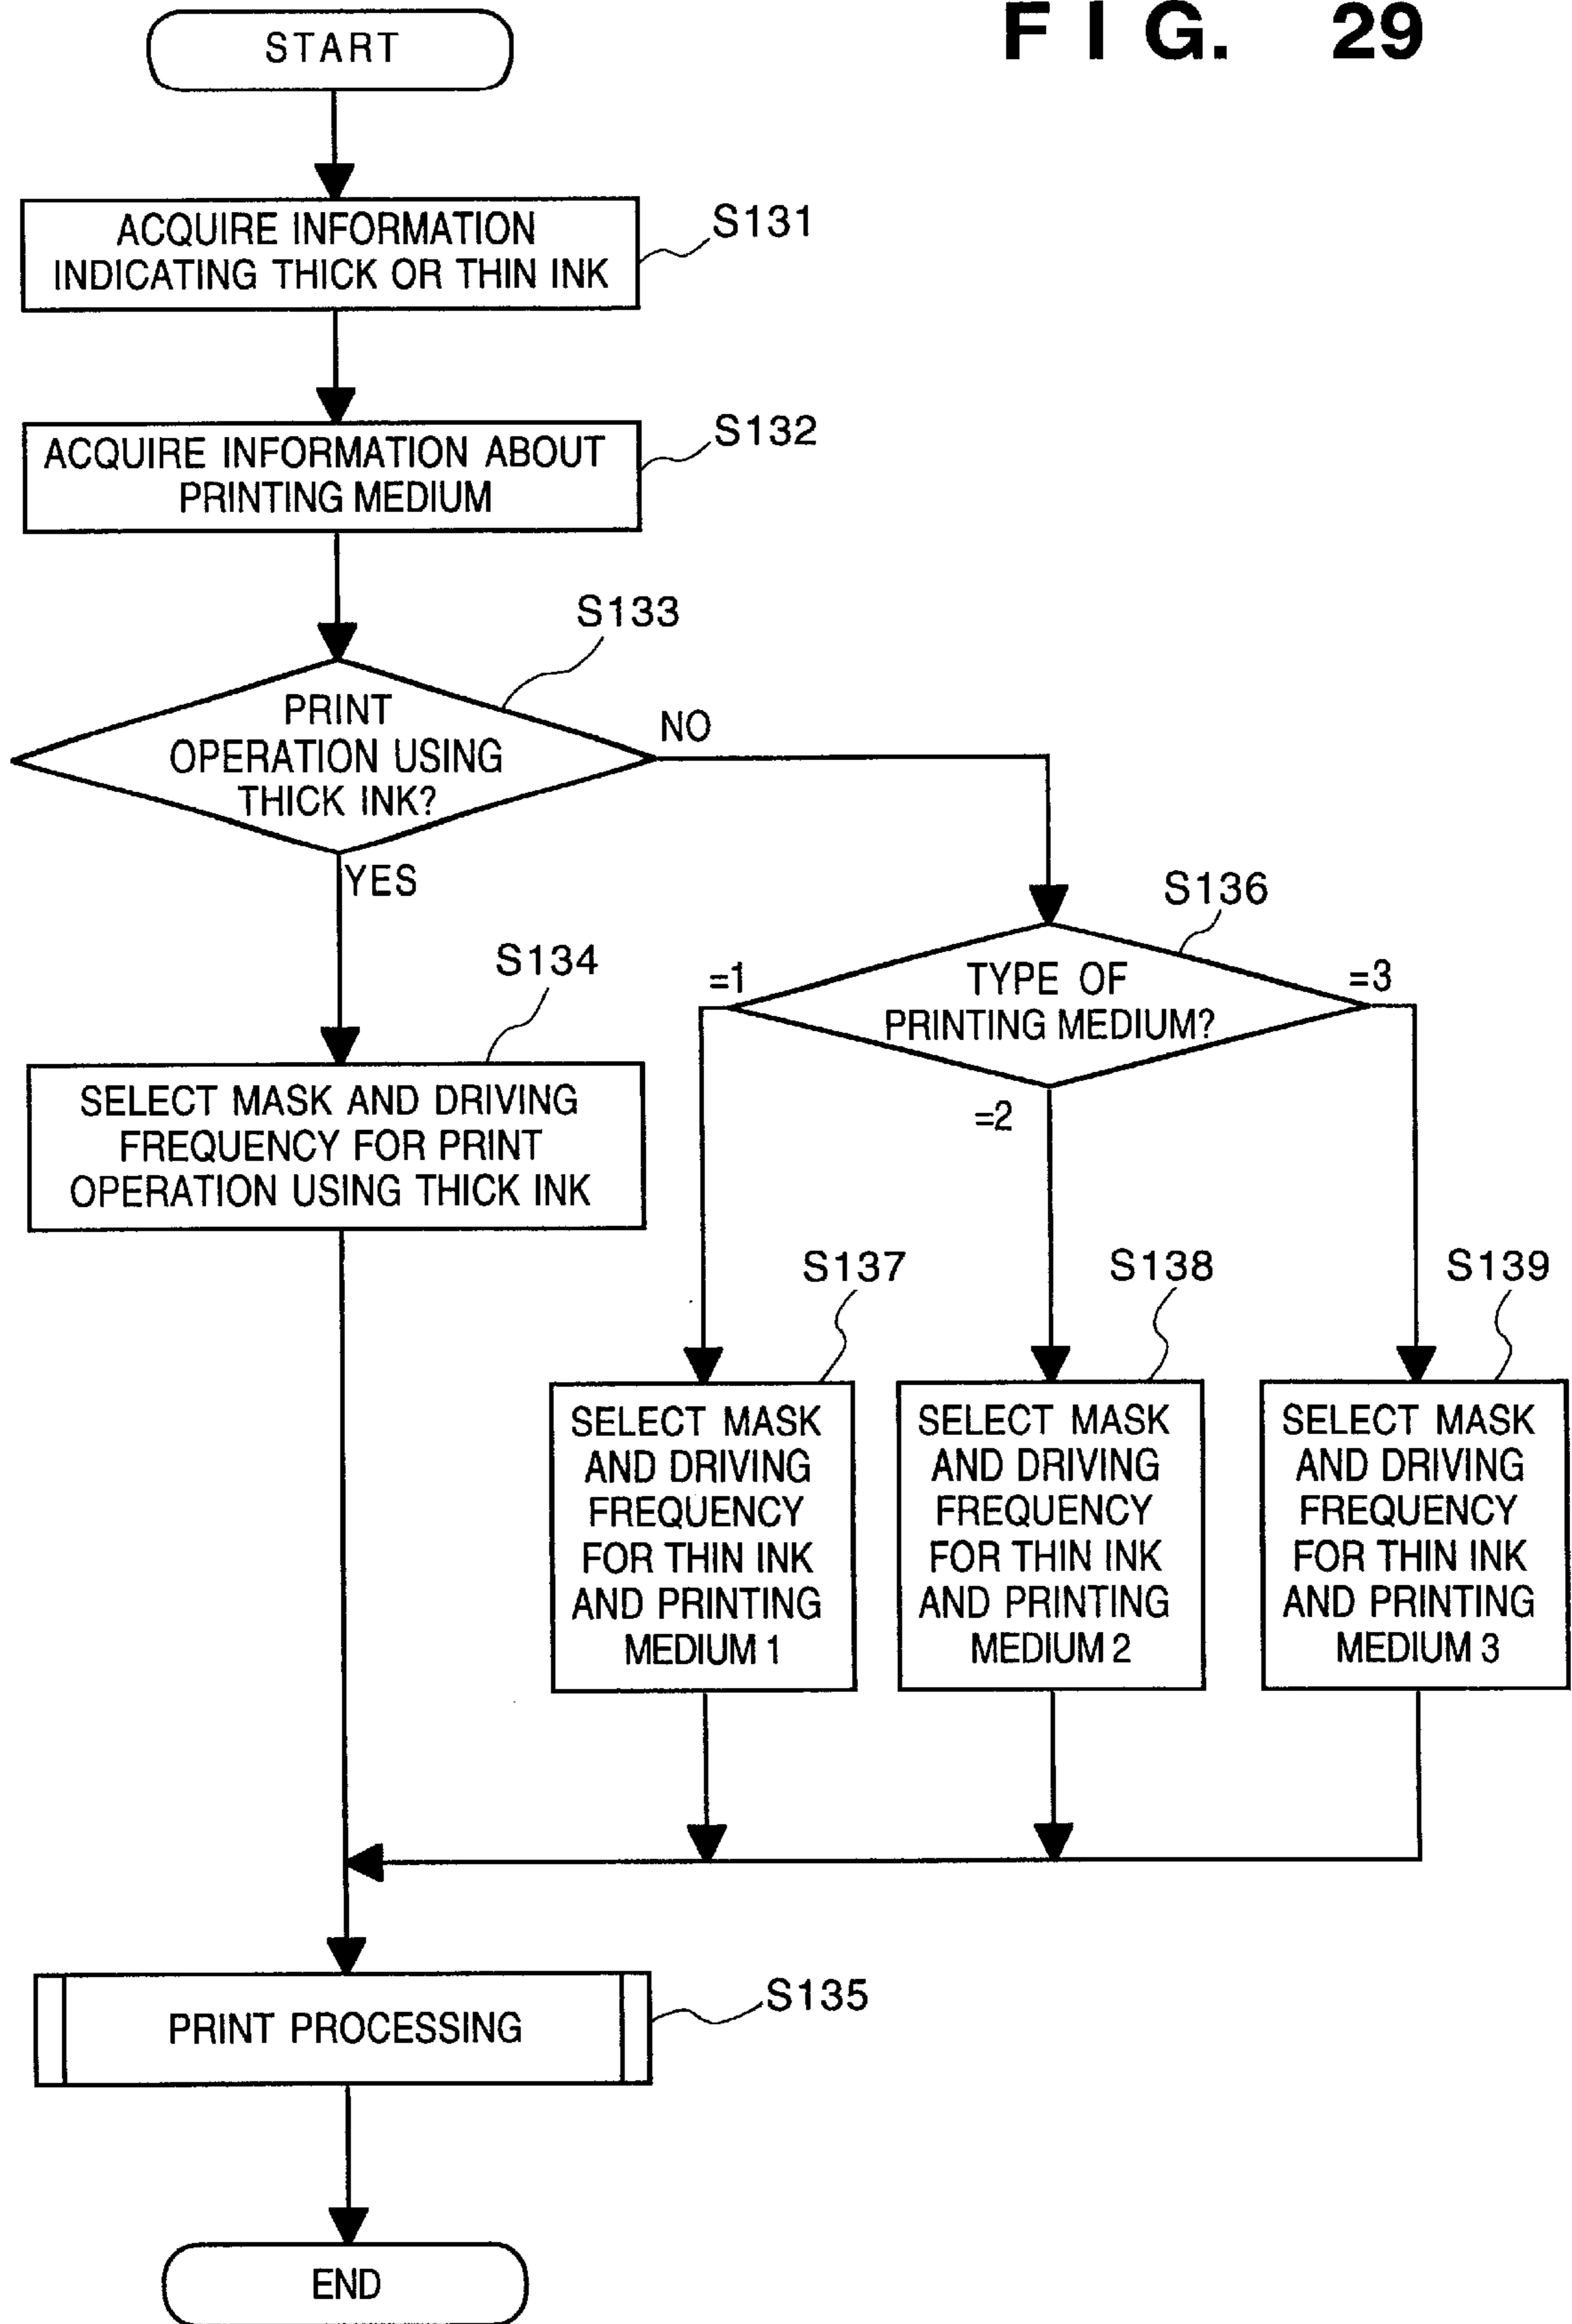 FIG. 29
START
ACQUIRE INFORMATION
INDICATING THICK OR THIN INK
S131
ACQUIRE INFORMATION ABOUT
PRINTING MEDIUM
S132
S133
PRINT
OPERATION USING
THICK INK?
NO
YES
S134
SELECT MASK AND DRIVING
FREQUENCY FOR PRINT
OPERATION USING THICK INK
S136
TYPE OF
PRINTING MEDIUM?
=1
=2
=3
S137
SELECT MASK
AND DRIVING
FREQUENCY
FOR THIN INK
AND PRINTING
MEDIUM 1
S138
SELECT MASK
AND DRIVING
FREQUENCY
FOR THIN INK
AND PRINTING
MEDIUM 2
S139
SELECT MASK
AND DRIVING
FREQUENCY
FOR THIN INK
AND PRINTING
MEDIUM 3
PRINT PROCESSING
S135
END